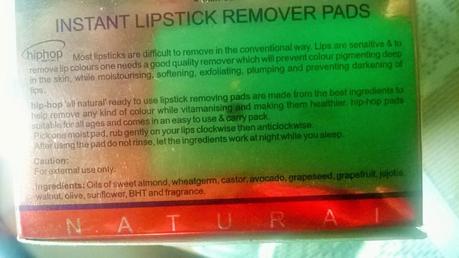 INSTANT LIPSTICK REMOVER PADS
hiphop Most lipsticks are difficult to remove in the conventional way. Lips are sensitive & to
remove lip colours one needs a good quality remover which will prevent colour pigmenting deep
in the skin, while moisturising, softening, exfoliating, plumping and preventing darkening of
lips.
hip-hop 'all natural' ready to use lipstick removing pads are made from the best ingredients to
help remove any kind of colour while vitamanising and making them healthier. hip-hop pads
suitable for all ages and comes in an easy to use & carry pack.
Pick one moist pad, rub gently on your lips clockwise then anticlockwise.
After using the pad do not rinse, let the ingredients work at night while you sleep.
Caution:
For external use only.
Ingredients: Oils of sweet almond, wheatgerm, castor, avocado, grapeseed, grapefruit, jojoba,
walnut, olive, sunflower, BHT and fragrance.
NATURAL